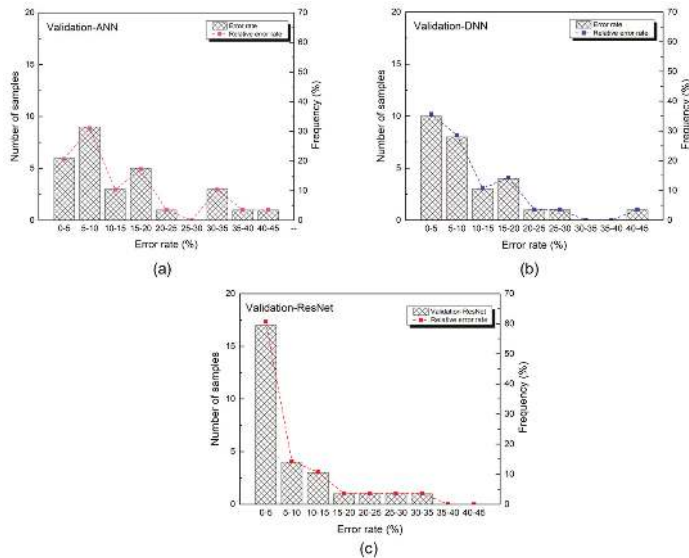 Validation-ANN
Error rate
Relative error rate
Number of samples
Frequency (%)
20
15
10
5
0
70
60
50
40
30
20
10
0
0-5 5-10 10-15 15-20 20-25 25-30 30-35 35-40 40-45 --
Error rate (%)
(a)
Validation-DNN
Error rate
Relative error rate
Number of samples
Frequency (%)
20
15
10
5
0
70
60
50
40
30
20
10
0
0-5 5-10 10-15 15-20 20-25 25-30 30-35 35-40 40-45
Error rate (%)
(b)
Validation-ResNet
Validation-ResNet
Relative error rate
Number of samples
Frequency (%)
20
15
10
5
0
70
60
50
40
30
20
10
0
0-5 5-10 10-15 15-20 20-25 25-30 30-35 35-40 40-45
Error rate (%)
(c)